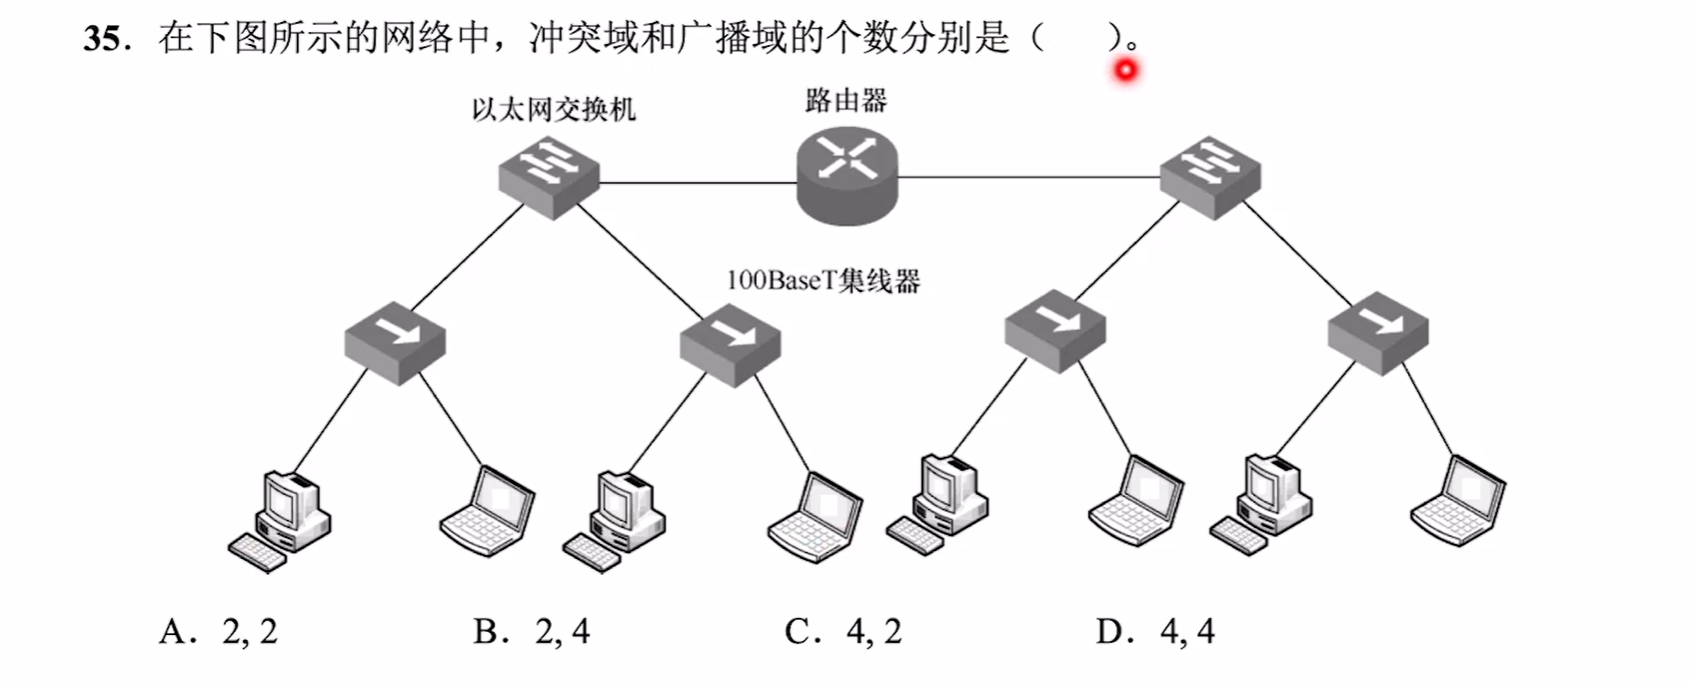 35．在下图所示的网络中，冲突域和广播域的个数分别是（　　）。
以太网交换机
路由器
100BaseT集线器
A．2, 2　　B．2, 4　　C．4, 2　　D．4, 4